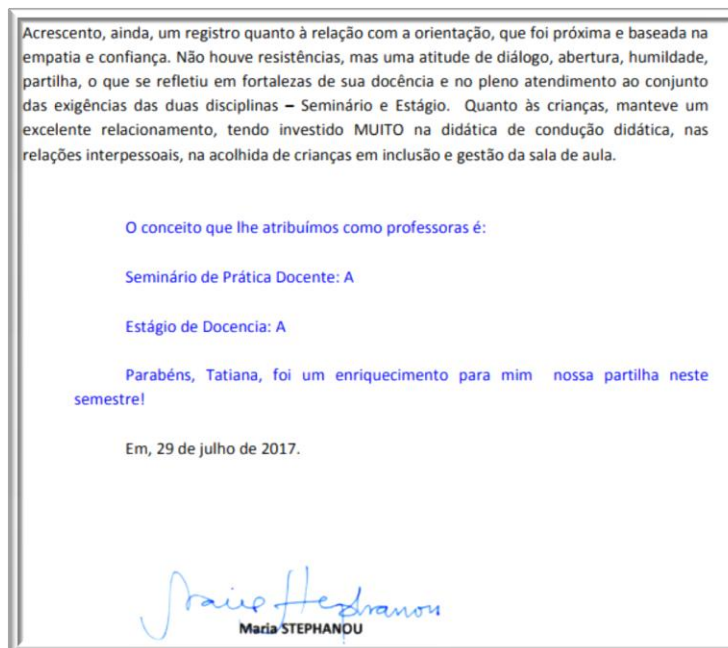 Acrescento, ainda, um registro quanto à relação com a orientação, que foi próxima e baseada na
empatia e confiança. Não houve resistências, mas uma atitude de diálogo, abertura, humildade,
partilha, o que se refletiu em fortalezas de sua docência e no pleno atendimento ao conjunto
das exigências das duas disciplinas – Seminário e Estágio. Quanto às crianças, manteve um
excelente relacionamento, tendo investido MUITO na didática de condução didática, nas
relações interpessoais, na acolhida de crianças em inclusão e gestão da sala de aula.
O conceito que lhe atribuímos como professoras é:
Seminário de Prática Docente: A
Estágio de Docencia: A
Parabéns, Tatiana, foi um enriquecimento para mim nossa partilha neste
semestre!
Em, 29 de julho de 2017.
Maria Stephanou
Maria STEPHANOU